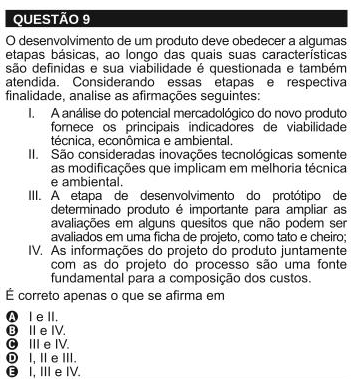 QUESTÃO 9
O desenvolvimento de um produto deve obedecer a algumas
etapas básicas, ao longo das quais suas características
são definidas e sua viabilidade é questionada e também
atendida. Considerando essas etapas e respectiva
finalidade, analise as afirmações seguintes:
I. A análise do potencial mercadológico do novo produto
fornece os principais indicadores de viabilidade
técnica, econômica e ambiental.
II. São consideradas inovações tecnológicas somente
as modificações que implicam em melhoria técnica
e ambiental.
III. A etapa de desenvolvimento do protótipo de
determinado produto é importante para ampliar as
avaliações em alguns quesitos que não podem ser
avaliados em uma ficha de projeto, como tato e cheiro;
IV. As informações do projeto do produto juntamente
com as do projeto do processo são uma fonte
fundamental para a composição dos custos.
É correto apenas o que se afirma em
A I e II.
B II e IV.
C III e IV.
D I, II e III.
E I, III e IV.